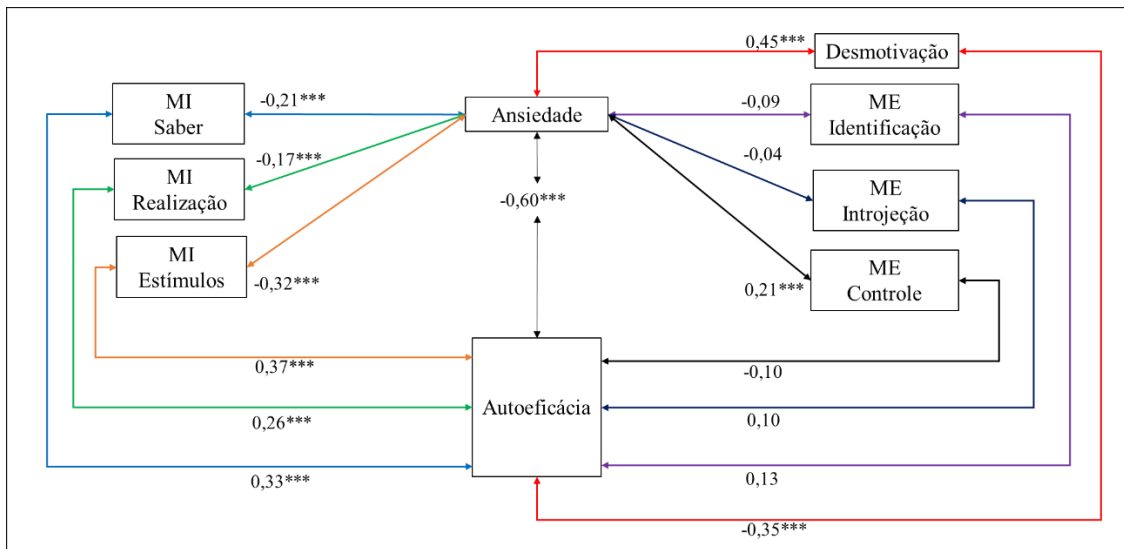 0,45***
Desmotivação
MI
Saber
-0,21***
Ansiedade
-0,09
ME
Identificação
MI
Realização
-0,17***
-0,60***
-0,04
ME
Introjeção
MI
Estímulos
-0,32***
0,21***
ME
Controle
0,37***
-0,10
Autoeficácia
0,26***
0,10
0,33***
0,13
-0,35***